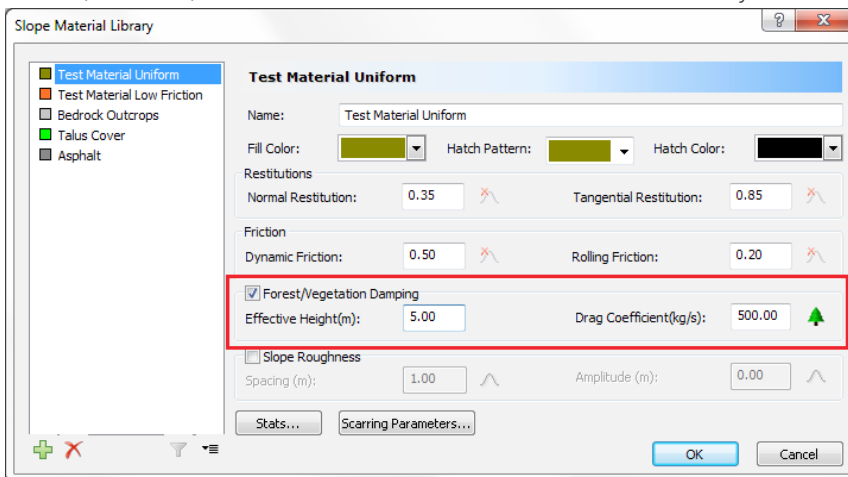 Slope Material Library
Test Material Uniform
Test Material Low Friction
Bedrock Outcrops
Talus Cover
Asphalt
Test Material Uniform
Name: Test Material Uniform
Fill Color: Hatch Pattern: Hatch Color:
Restitutions
Normal Restitution: 0.35 Tangential Restitution: 0.85
Friction
Dynamic Friction: 0.50 Rolling Friction: 0.20
Forest/Vegetation Damping
Effective Height(m): 5.00 Drag Coefficient(kg/s): 500.00
Slope Roughness
Spacing (m): 1.00 Amplitude (m): 0.00
Stats... Scarring Parameters...
OK Cancel